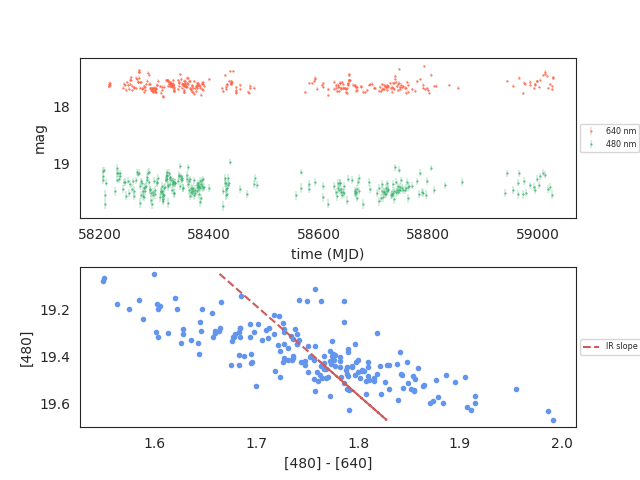 18
19
mag
58200 58400 58600 58800 59000
time (MJD)
640 nm
480 nm
19.2
19.4
19.6
[480]
1.6 1.7 1.8 1.9 2.0
[480] - [640]
IR slope